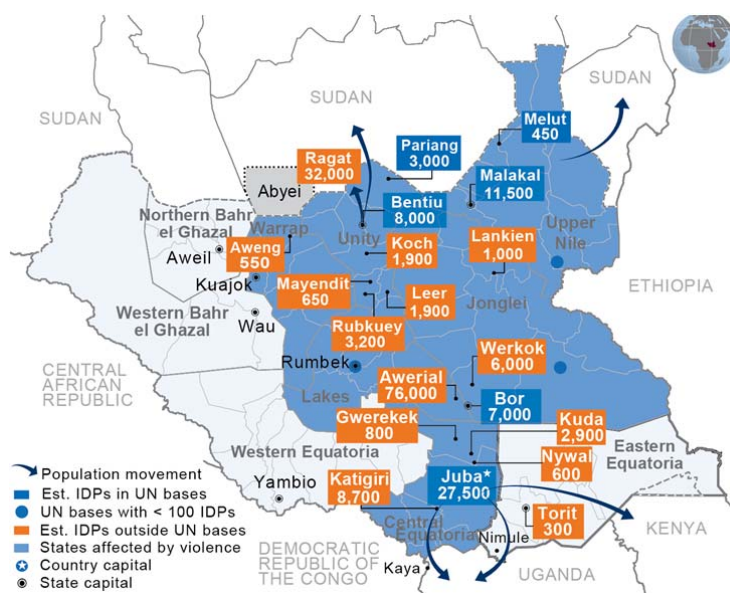 SUDAN
SUDAN
SUDAN
Melut
450
Pariang
3,000
Ragat
32,000
Malakal
11,500
Abyei
Bentiu
8,000
Northern Bahr
el Ghazal
Warrap
Unity
Upper
Nile
Aweng
550
Aweil
Koch
1,900
Lankien
1,000
Kuajok
Mayendit
650
Leer
1,900
Jonglei
ETHIOPIA
Western Bahr
el Ghazal
Wau
Rubkuey
3,200
CENTRAL
AFRICAN
REPUBLIC
Rumbek
Werkok
6,000
Awerial
76,000
Lakes
Bor
7,000
Gwerekek
800
Kuda
2,900
Western Equatoria
Eastern
Equatoria
Nywal
600
Yambio
Katigiri
8,700
Juba
27,500
Torit
300
Central
Equatoria
KENYA
Nimule
DEMOCRATIC
REPUBLIC OF
THE CONGO
Kaya
UGANDA
Population movement
Est. IDPs in UN bases
UN bases with < 100 IDPs
Est. IDPs outside UN bases
States affected by violence
Country capital
State capital